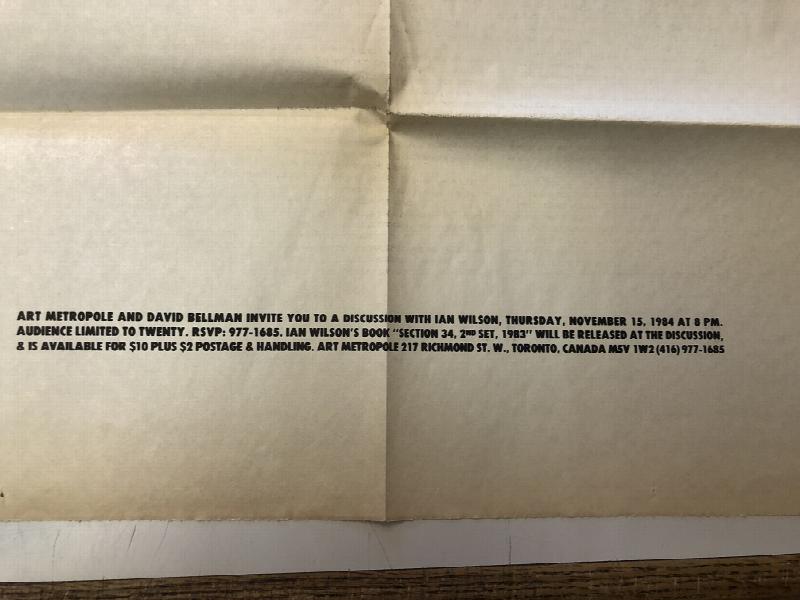 ART METROPOLE AND DAVID BELLMAN INVITE YOU TO A DISCUSSION WITH IAN WILSON, THURSDAY, NOVEMBER 15, 1984 AT 8 PM.
AUDIENCE LIMITED TO TWENTY. RSVP: 977-1685. IAN WILSON'S BOOK "SECTION 34, 2ND SET, 1983" WILL BE RELEASED AT THE DISCUSSION,
& IS AVAILABLE FOR $10 PLUS $2 POSTAGE & HANDLING. ART METROPOLE 217 RICHMOND ST. W., TORONTO, CANADA M5V 1W2 (416) 977-1685